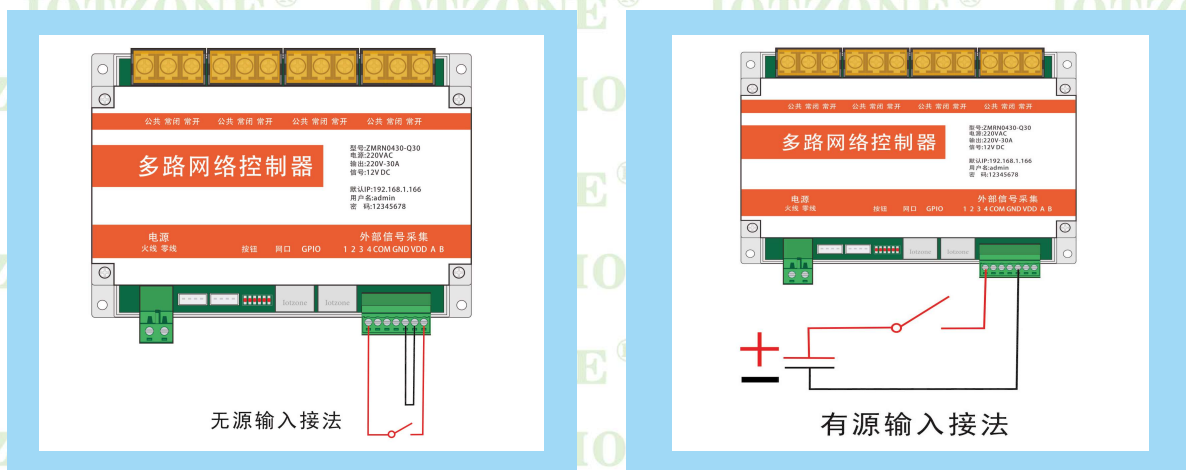 IOTZONE®
公共 常闭 常开 公共 常闭 常开 公共 常闭 常开 公共 常闭 常开
多路网络控制器
型号:ZMRN0430-Q30
电源:220VAC
输出:220V-30A
信号:12V DC
默认IP:192.168.1.166
用户名:admin
密 码:12345678
电源
火线 零线
按钮 网口 GPIO
外部信号采集
1 2 3 4 COM GND VDD A B
Iotzone Iotzone
无源输入接法
公共 常闭 常开 公共 常闭 常开 公共 常闭 常开 公共 常闭 常开
多路网络控制器
型号:ZMRN0430-Q30
电源:220VAC
输出:220V-30A
信号:12V DC
默认IP:192.168.1.166
用户名:admin
密 码:12345678
电源
火线 零线
按钮 网口 GPIO
外部信号采集
1 2 3 4 COM GND VDD A B
Iotzone Iotzone
有源输入接法